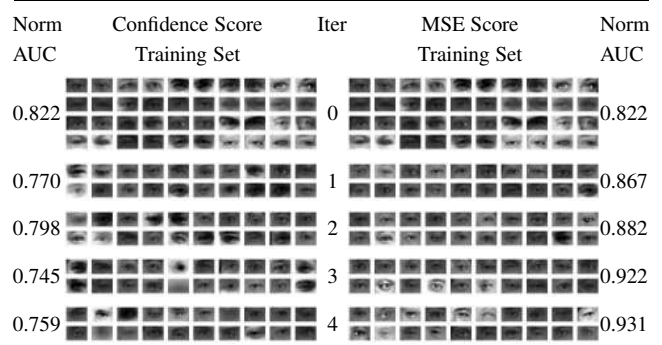 Norm Confidence Score Iter MSE Score Norm
AUC Training Set Training Set AUC
0.822 0 0.822
0.770 1 0.867
0.798 2 0.882
0.745 3 0.922
0.759 4 0.931